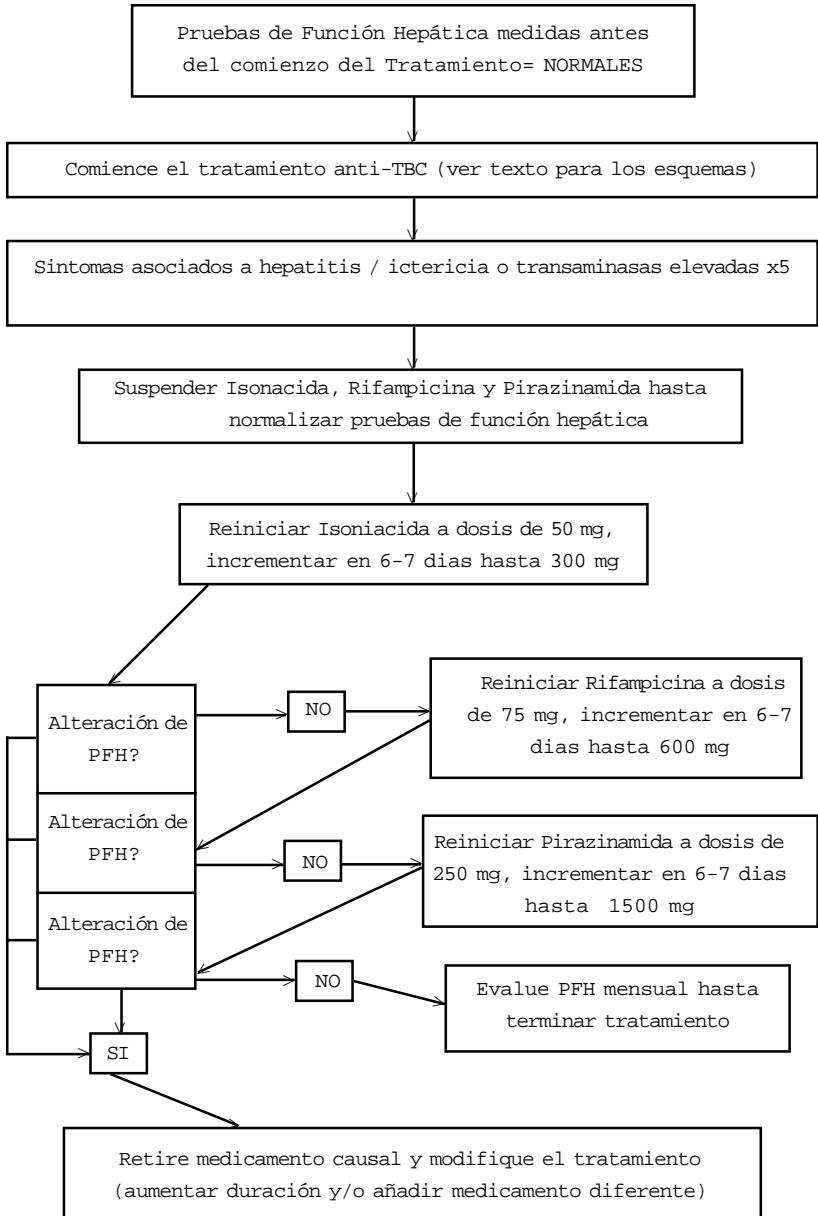 Pruebas de Función Hepática medidas antes
del comienzo del Tratamiento= NORMALES
Comience el tratamiento anti-TBC (ver texto para los esquemas)
Sintomas asociados a hepatitis / ictericia o transaminasas elevadas x5
Suspender Isonacida, Rifampicina y Pirazinamida hasta
normalizar pruebas de función hepática
Reiniciar Isoniacida a dosis de 50 mg,
incrementar en 6-7 dias hasta 300 mg
Alteración de
PFH?
NO
Reiniciar Rifampicina a dosis
de 75 mg, incrementar en 6-7
dias hasta 600 mg
Alteración de
PFH?
NO
Reiniciar Pirazinamida a dosis de
250 mg, incrementar en 6-7 dias
hasta 1500 mg
Alteración de
PFH?
NO
Evalue PFH mensual hasta
terminar tratamiento
SI
Retire medicamento causal y modifique el tratamiento
(aumentar duración y/o añadir medicamento diferente)